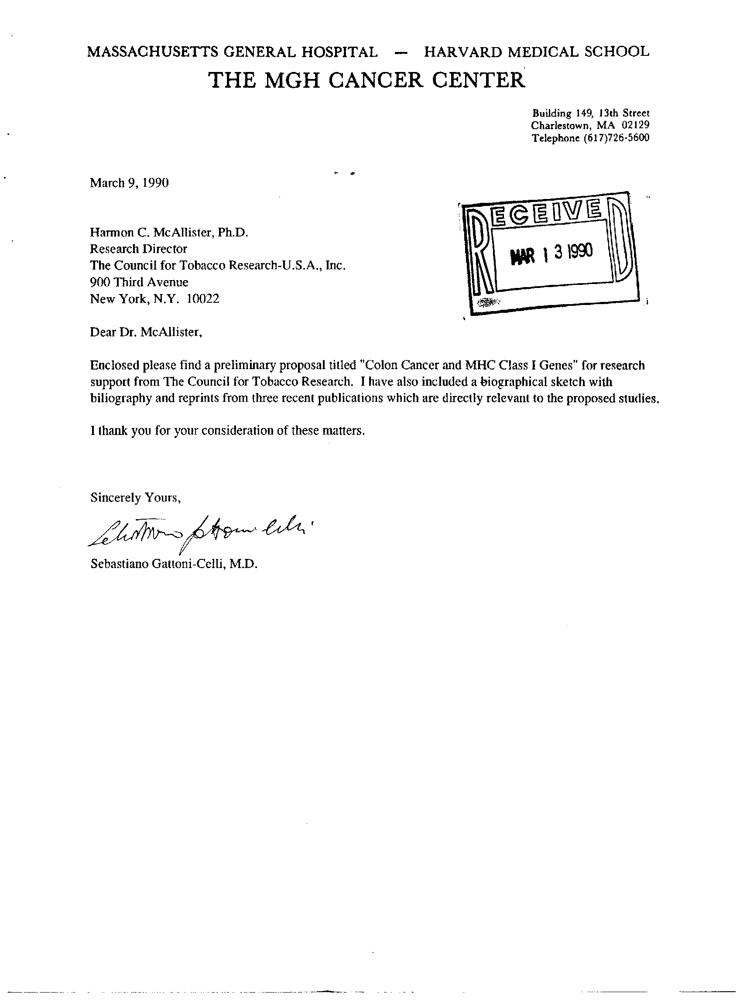 MASSACHUSETTS GENERAL HOSPITAL — HARVARD MEDICAL SCHOOL
THE MGH CANCER CENTER
Building 149, 13th Street
Charlestown, MA 02129
Telephone (617)726-5600
March 9, 1990
RECEIVED
MAR 13 1990
Harmon C. McAllister, Ph.D.
Research Director
The Council for Tobacco Research-U.S.A., Inc.
900 Third Avenue
New York, N.Y. 10022
Dear Dr. McAllister,
Enclosed please find a preliminary proposal titled "Colon Cancer and MHC Class I Genes" for research
support from The Council for Tobacco Research. I have also included a biographical sketch with
biliography and reprints from three recent publications which are directly relevant to the proposed studies.
I thank you for your consideration of these matters.
Sincerely Yours,
Sebastiano Gattoni-Celli, M.D.